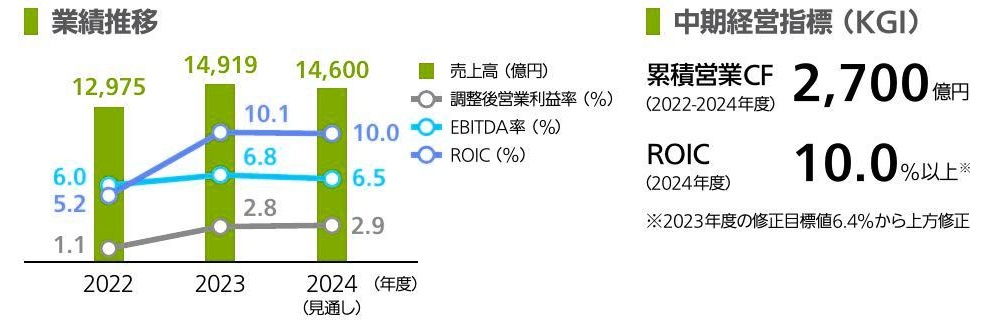 業績推移
12,975
14,919
14,600
売上高（億円）
調整後営業利益率（%）
EBITDA率（%）
ROIC（%）
10.1
10.0
6.0
6.8
6.5
5.2
2.8
2.9
1.1
2022
2023
2024
（年度）
（見通し）
中期経営指標（KGI）
累積営業CF
（2022-2024年度）
2,700億円
ROIC
（2024年度）
10.0%以上※
※2023年度の修正目標値6.4%から上方修正